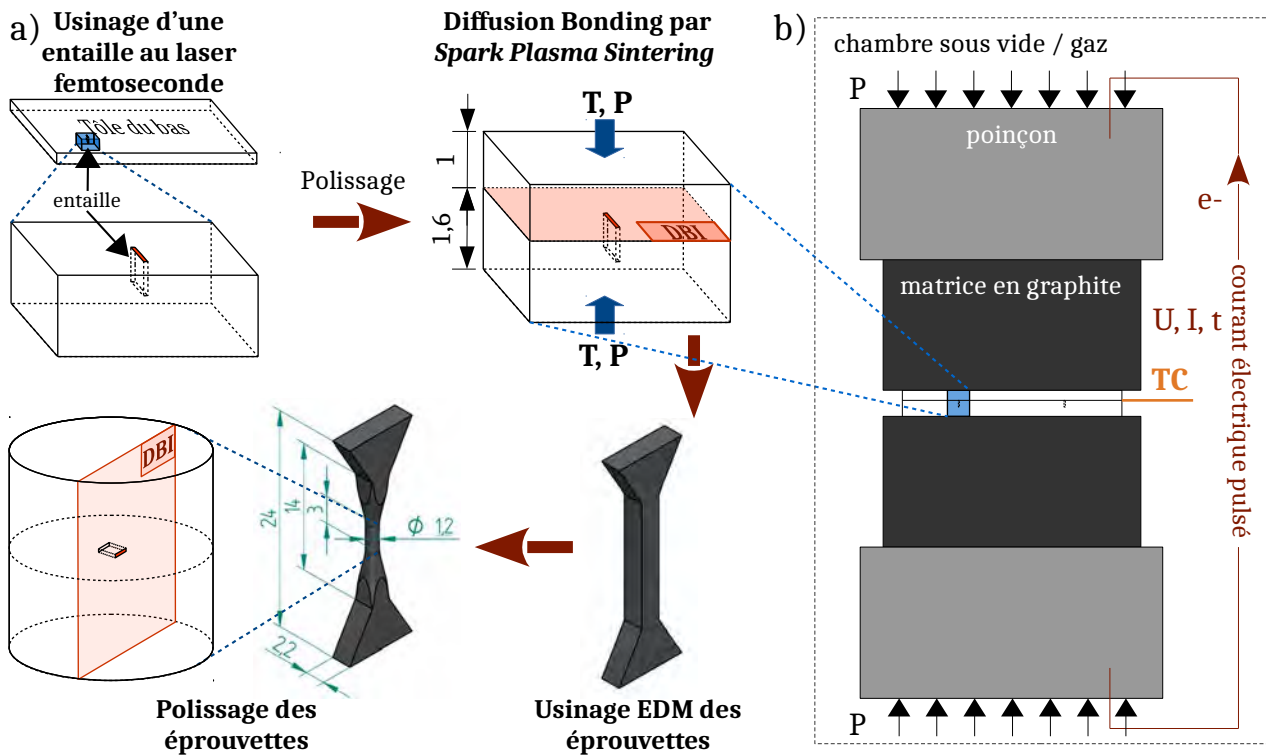 a)
Usinage d’une
entaille au laser
femtoseconde
Tôle du bas
entaille
Polissage
Diffusion Bonding par
Spark Plasma Sintering
T, P
1
1,6
DBI
T, P
DBI
24
14
3
Φ 1,2
2,2
Polissage des
éprouvettes
Usinage EDM des
éprouvettes
b)
chambre sous vide / gaz
P
poinçon
e-
matrice en graphite
U, I, t
TC
courant électrique pulsé
P